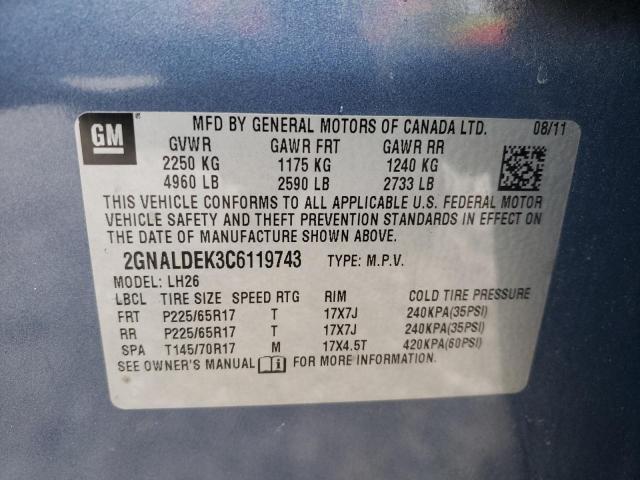 GM
MFD BY GENERAL MOTORS OF CANADA LTD. 08/11
GVWR GAWR FRT GAWR RR
2250 KG 1175 KG 1240 KG
4960 LB 2590 LB 2733 LB
THIS VEHICLE CONFORMS TO ALL APPLICABLE U.S. FEDERAL MOTOR
VEHICLE SAFETY AND THEFT PREVENTION STANDARDS IN EFFECT ON
THE DATE OF MANUFACTURE SHOWN ABOVE.
2GNALDEK3C6119743 TYPE: M.P.V.
MODEL: LH26
LBCL TIRE SIZE SPEED RTG RIM COLD TIRE PRESSURE
FRT P225/65R17 T 17X7J 240KPA(35PSI)
RR P225/65R17 T 17X7J 240KPA(35PSI)
SPA T145/70R17 M 17X4.5T 420KPA(60PSI)
SEE OWNER'S MANUAL FOR MORE INFORMATION.